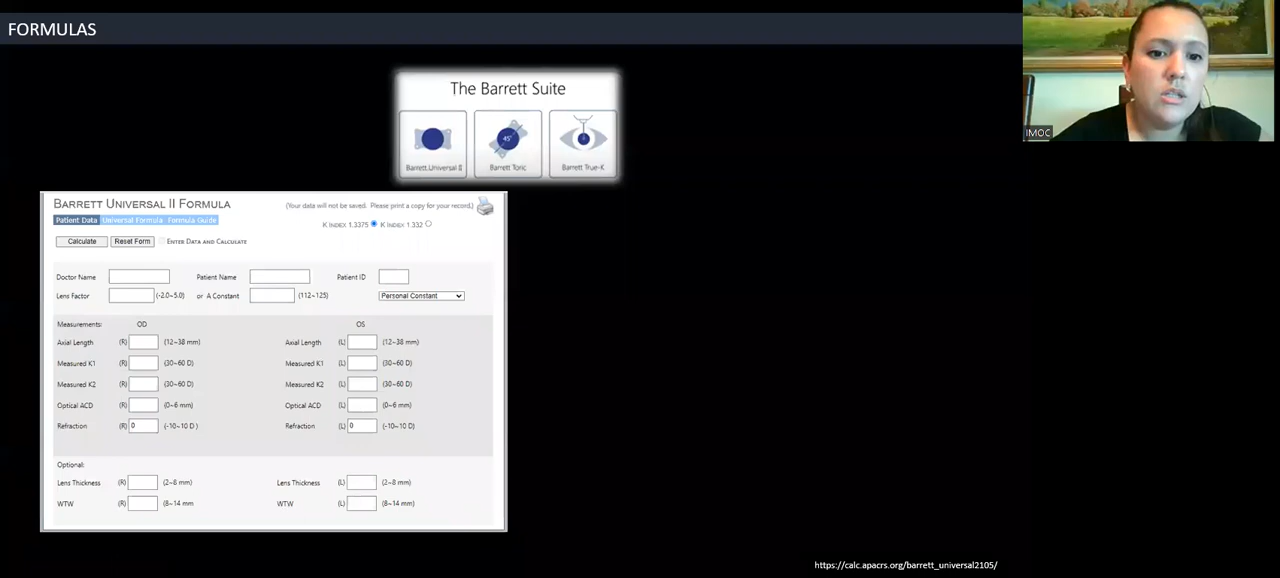 FORMULAS
IMOC
The Barrett Suite
45°
Barrett Universal II Barrett Toric Barrett True-K
BARRETT UNIVERSAL II FORMULA
(Your data will not be saved. Please print a copy for your record.)
Patient Data Universal Formula Formula Guide
K INDEX 1.3375 K INDEX 1.332
Calculate Reset Form ENTER DATA AND CALCULATE
Doctor Name Patient Name Patient ID
Lens Factor (-2.0~5.0) or A Constant (112~125) Personal Constant
Measurements: OD OS
Axial Length (R) (12~38 mm) Axial Length (L) (12~38 mm)
Measured K1 (R) (30~60 D) Measured K1 (L) (30~60 D)
Measured K2 (R) (30~60 D) Measured K2 (L) (30~60 D)
Optical ACD (R) (0~6 mm) Optical ACD (L) (0~6 mm)
Refraction (R) 0 (-10~10 D ) Refraction (L) 0 (-10~10 D)
Optional:
Lens Thickness (R) (2~8 mm) Lens Thickness (L) (2~8 mm)
WTW (R) (8~14 mm WTW (L) (8~14 mm)
https://calc.apacrs.org/barrett_universal2105/